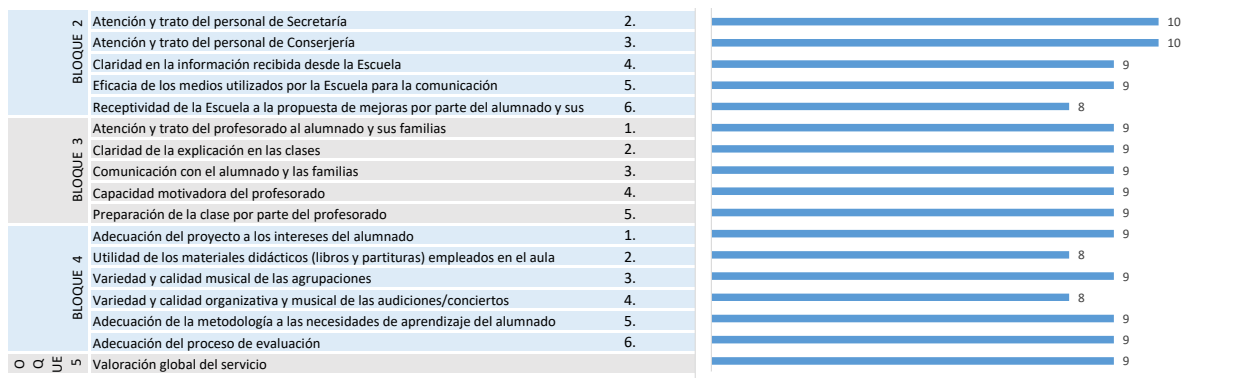 BLOQUE 2
Atención y trato del personal de Secretaría 2. 10
Atención y trato del personal de Conserjería 3. 10
Claridad en la información recibida desde la Escuela 4. 9
Eficacia de los medios utilizados por la Escuela para la comunicación 5. 9
Receptividad de la Escuela a la propuesta de mejoras por parte del alumnado y sus 6. 8
BLOQUE 3
Atención y trato del profesorado al alumnado y sus familias 1. 9
Claridad de la explicación en las clases 2. 9
Comunicación con el alumnado y las familias 3. 9
Capacidad motivadora del profesorado 4. 9
Preparación de la clase por parte del profesorado 5. 9
BLOQUE 4
Adecuación del proyecto a los intereses del alumnado 1. 9
Utilidad de los materiales didácticos (libros y partituras) empleados en el aula 2. 8
Variedad y calidad musical de las agrupaciones 3. 9
Variedad y calidad organizativa y musical de las audiciones/conciertos 4. 8
Adecuación de la metodología a las necesidades de aprendizaje del alumnado 5. 9
Adecuación del proceso de evaluación 6. 9
O Q UE 5
Valoración global del servicio 9